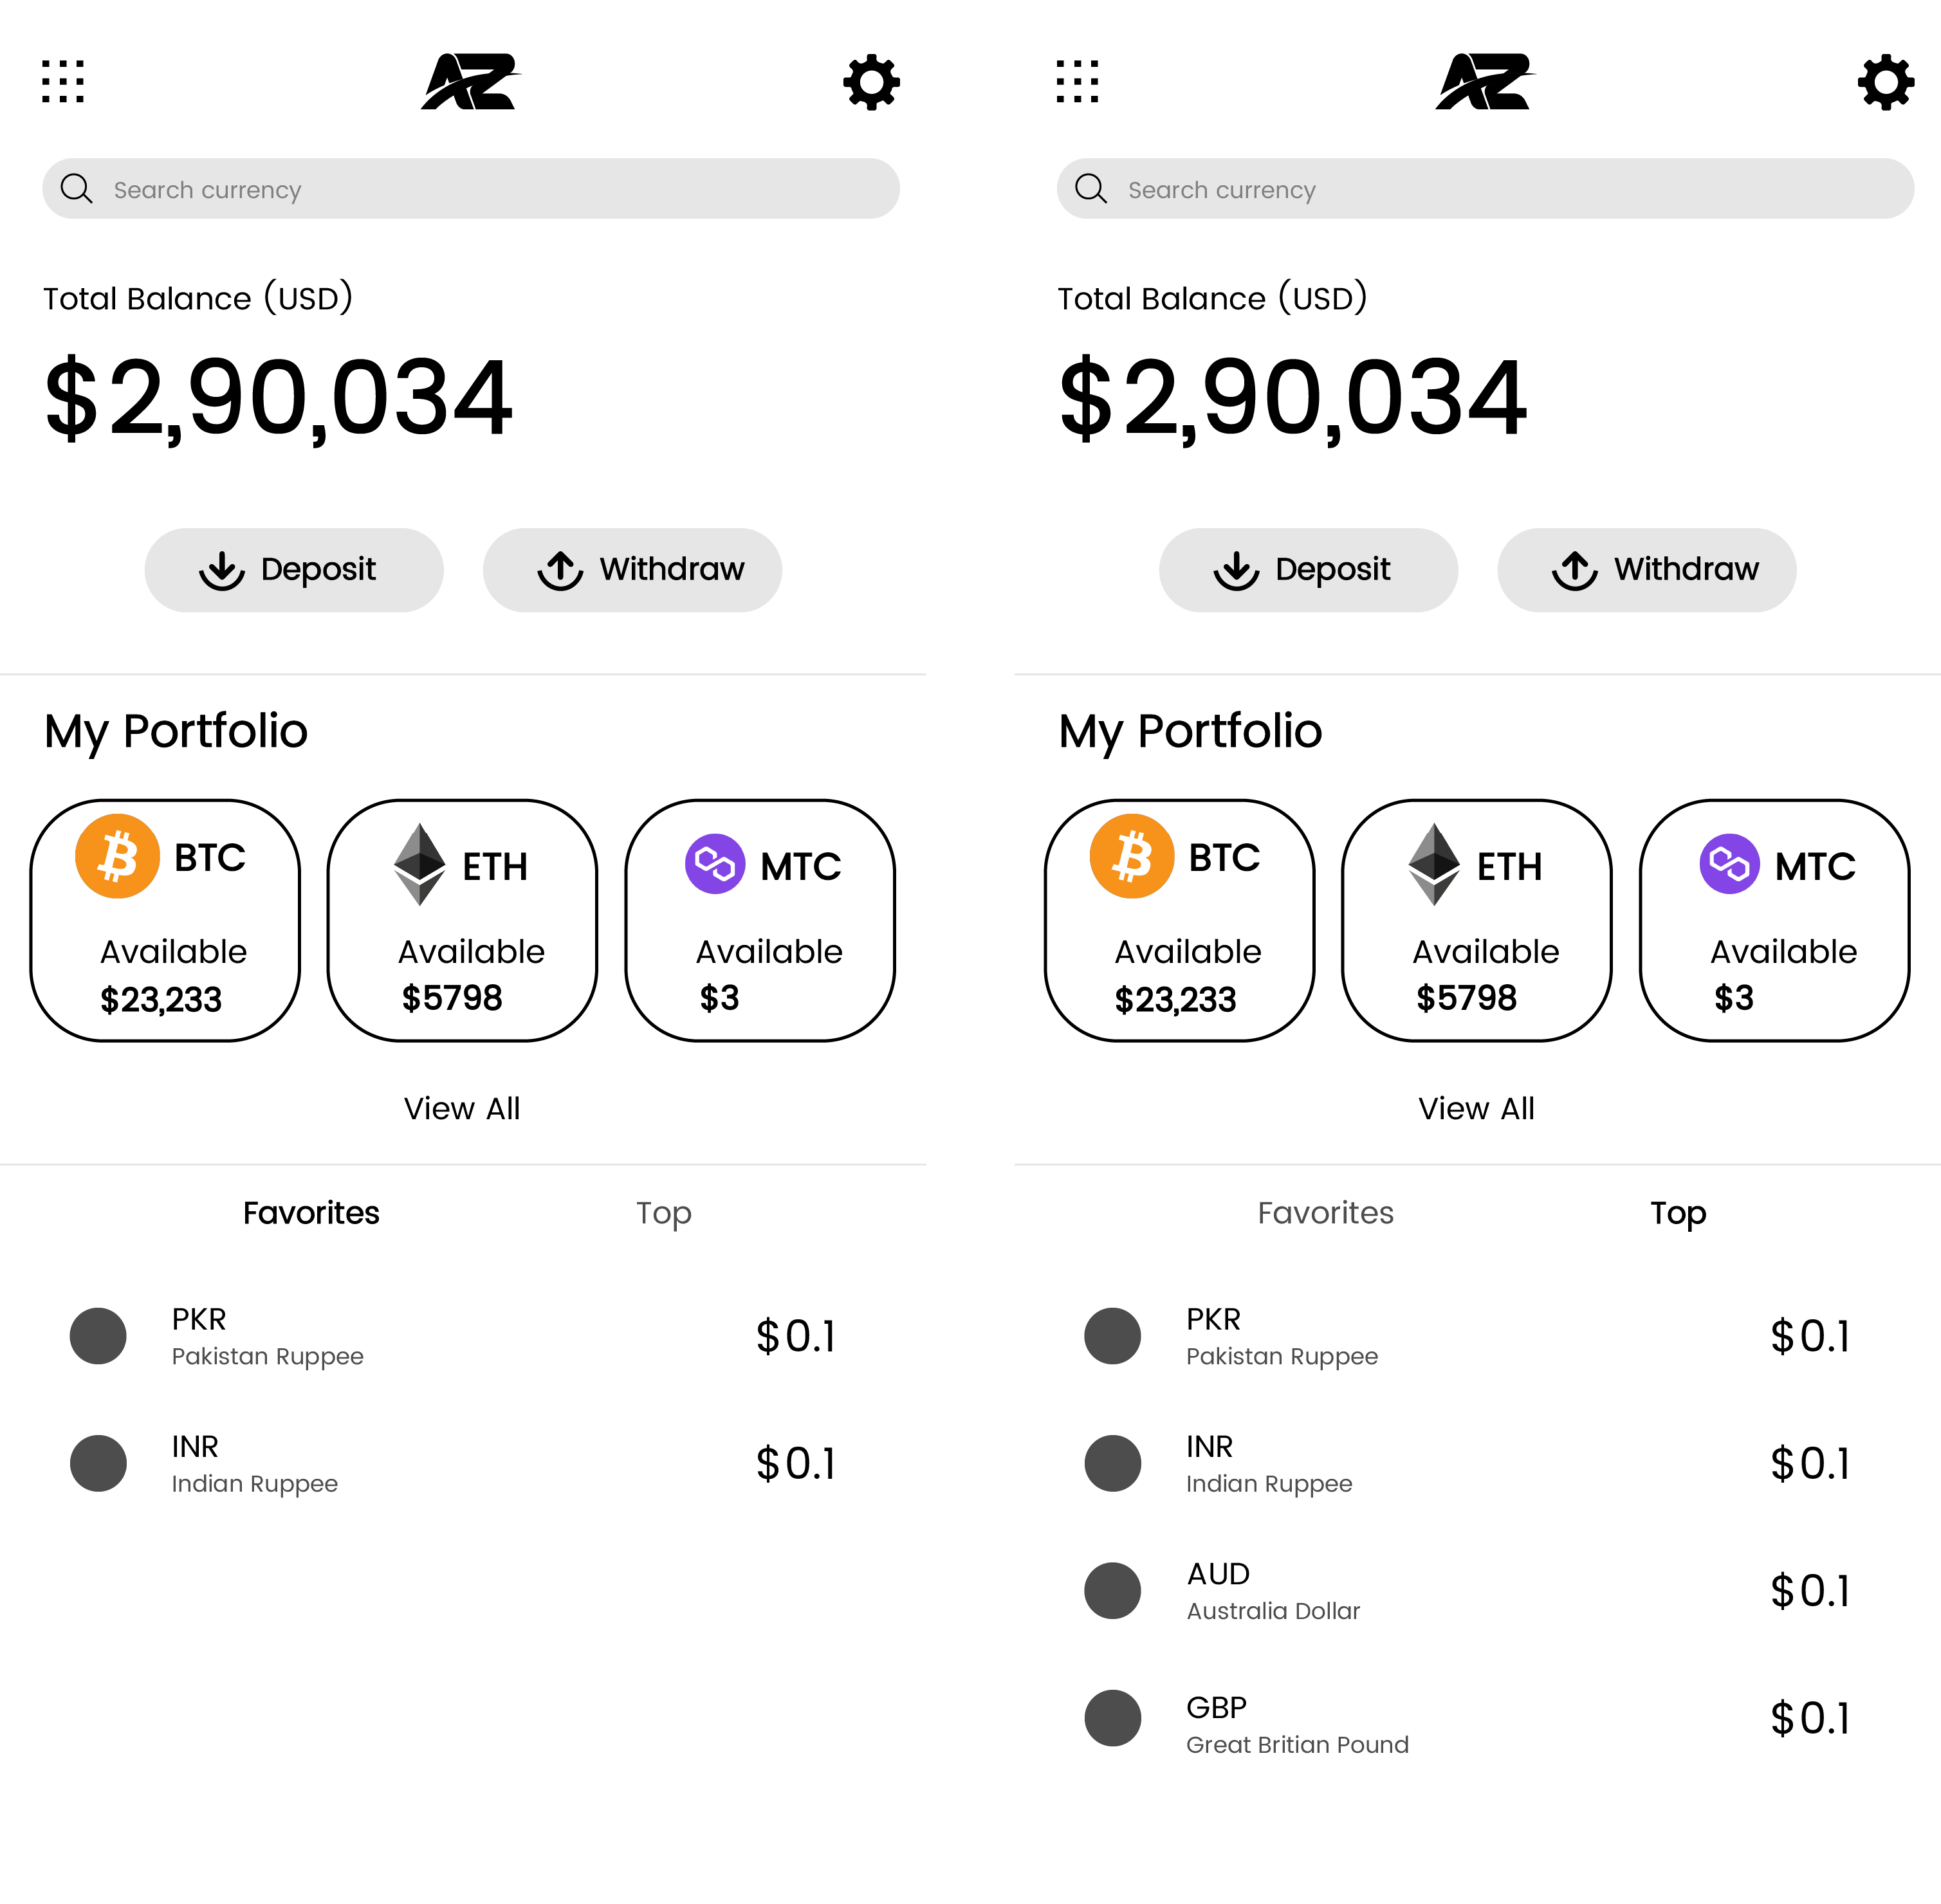 AZ
Search currency
Total Balance (USD)
$2,90,034
Deposit
Withdraw
My Portfolio
BTC
Available
$23,233
ETH
Available
$5798
MTC
Available
$3
View All
Favorites
Top
PKR
Pakistan Ruppee
$0.1
INR
Indian Ruppee
$0.1
AZ
Search currency
Total Balance (USD)
$2,90,034
Deposit
Withdraw
My Portfolio
BTC
Available
$23,233
ETH
Available
$5798
MTC
Available
$3
View All
Favorites
Top
PKR
Pakistan Ruppee
$0.1
INR
Indian Ruppee
$0.1
AUD
Australia Dollar
$0.1
GBP
Great Britian Pound
$0.1